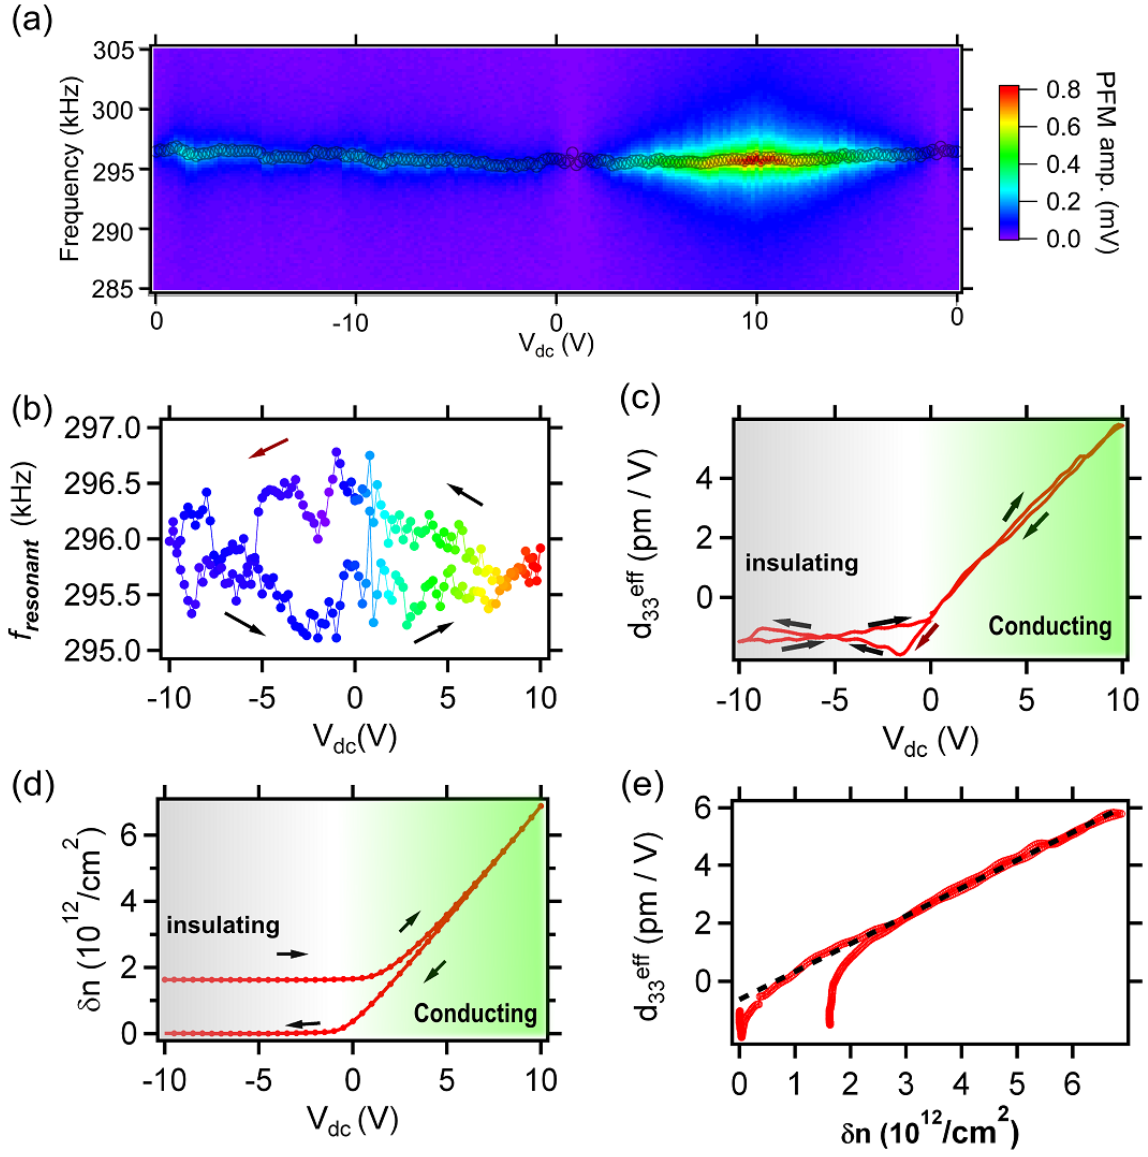 (a)
305
300
295
290
285
Frequency (kHz)
0
-10
0
10
0
V_dc (V)
0.8
0.6
0.4
0.2
0.0
PFM amp. (mV)
(b)
297.0
296.5
296.0
295.5
295.0
f_resonant (kHz)
-10
-5
0
5
10
V_dc(V)
(c)
4
2
0
d_33^eff (pm / V)
insulating
Conducting
-10
-5
0
5
10
V_dc (V)
(d)
6
4
2
0
δn (10^12/cm^2)
insulating
Conducting
-10
-5
0
5
10
V_dc (V)
(e)
6
4
2
0
d_33^eff (pm / V)
0
1
2
3
4
5
6
δn (10^12/cm^2)